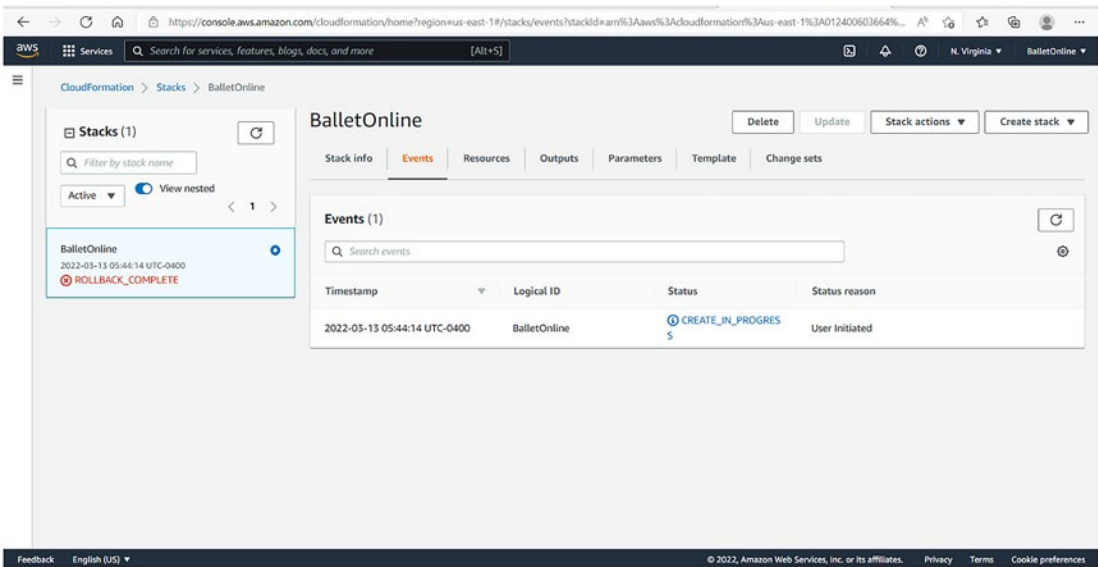 https://console.aws.amazon.com/cloudformation/home?region=us-east-1#/stacks/events?stackId=arn%3Aaws%3Acloudformation%3Aus-east-1%3A012400603664%...
aws
Services
Search for services, features, blogs, docs, and more
[Alt+S]
N. Virginia
BalletOnline
CloudFormation > Stacks > BalletOnline
Stacks (1)
Filter by stack name
Active
View nested
< 1 >
BalletOnline
2022-03-13 05:44:14 UTC-0400
ROLLBACK_COMPLETE
BalletOnline
Delete
Update
Stack actions
Create stack
Stack info
Events
Resources
Outputs
Parameters
Template
Change sets
Events (1)
Search events
Timestamp
Logical ID
Status
Status reason
2022-03-13 05:44:14 UTC-0400
BalletOnline
CREATE_IN_PROGRES
S
User Initiated
Feedback
English (US)
© 2022, Amazon Web Services, Inc. or its affiliates.
Privacy
Terms
Cookie preferences